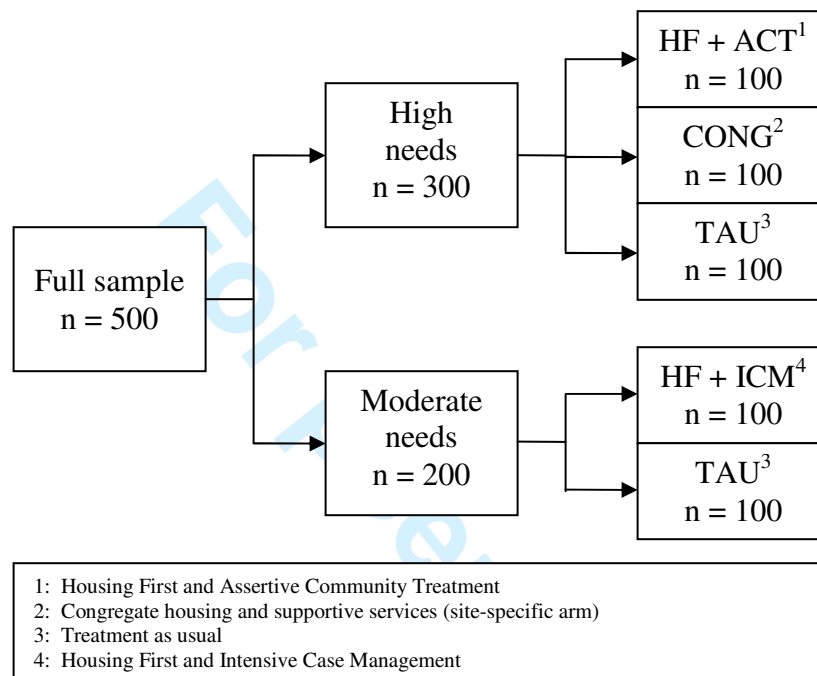 Full sample
n = 500
High
needs
n = 300
HF + ACT¹
n = 100
CONG²
n = 100
TAU³
n = 100
Moderate
needs
n = 200
HF + ICM⁴
n = 100
TAU³
n = 100
1: Housing First and Assertive Community Treatment
2: Congregate housing and supportive services (site-specific arm)
3: Treatment as usual
4: Housing First and Intensive Case Management
For